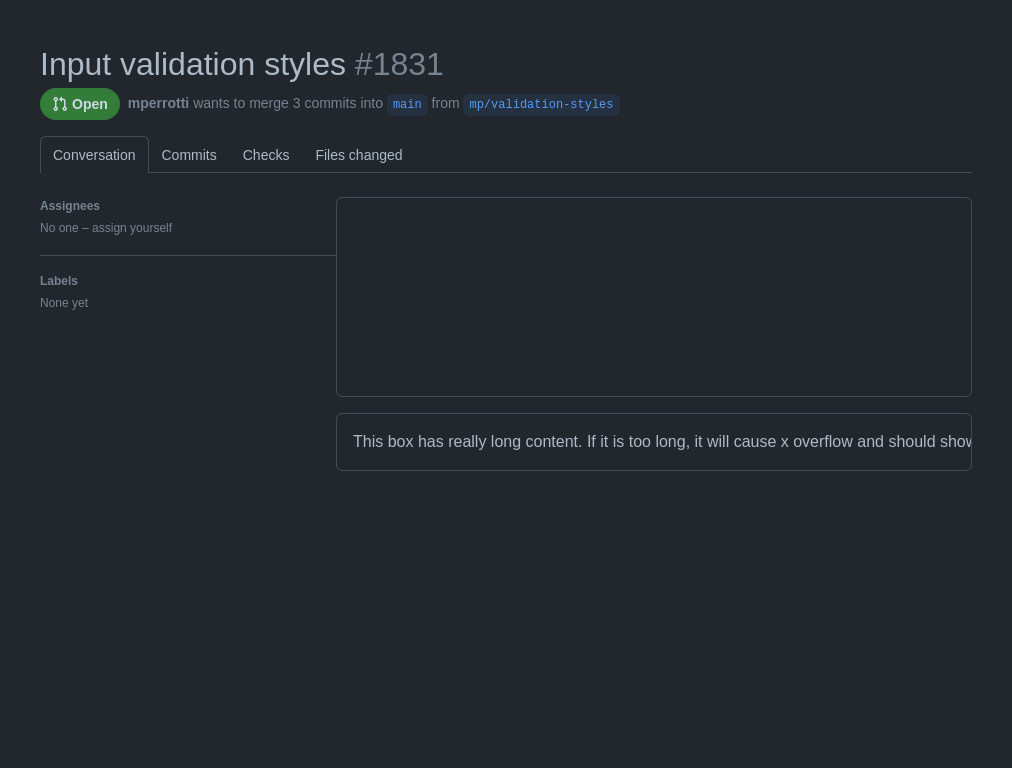 Input validation styles #1831
Open mperrotti wants to merge 3 commits into main from mp/validation-styles
Conversation Commits Checks Files changed
Assignees
No one – assign yourself
Labels
None yet
This box has really long content. If it is too long, it will cause x overflow and should show